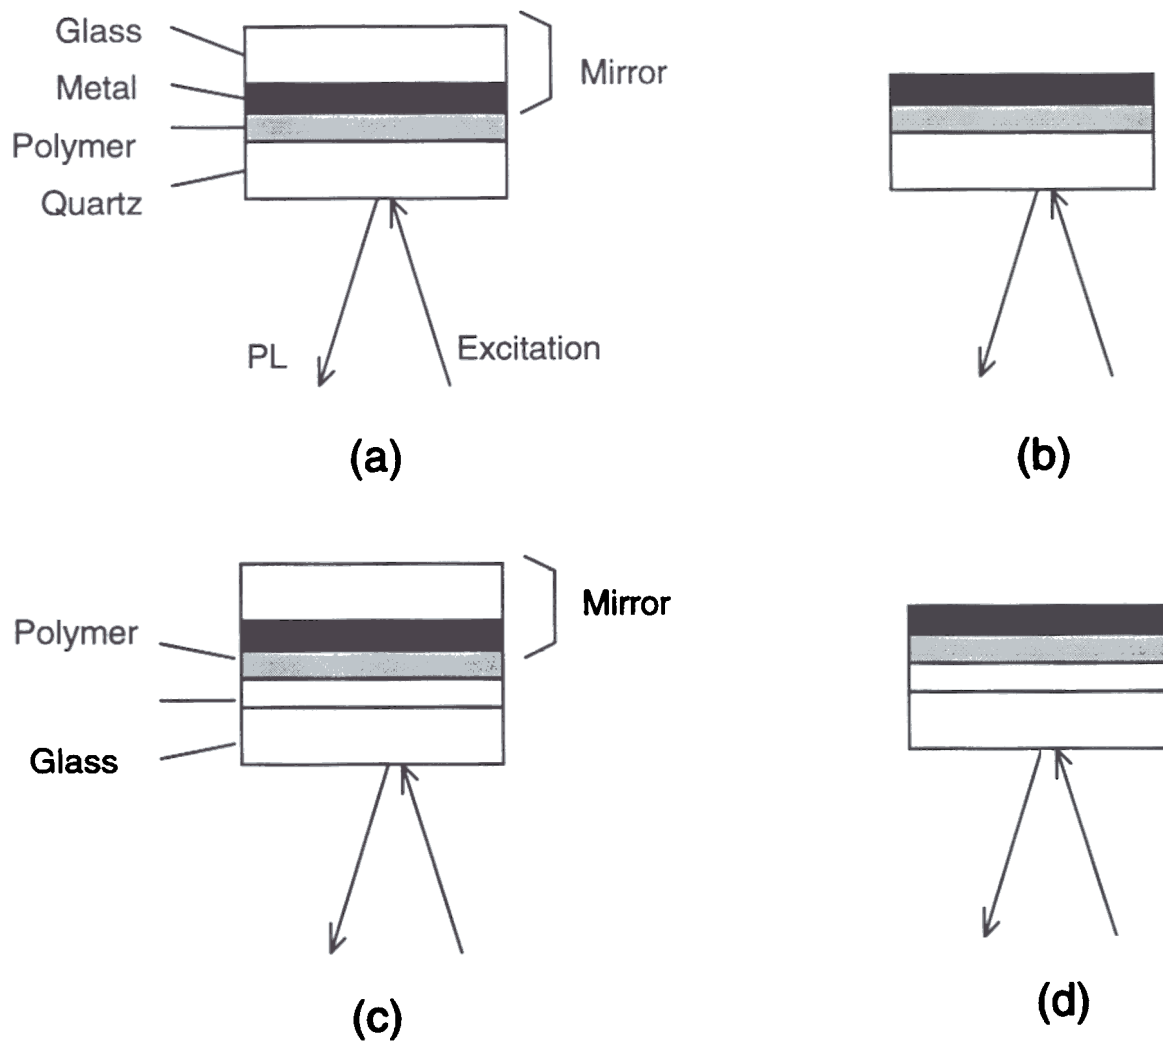 Glass
Metal
Polymer
Quartz
Mirror
PL
Excitation
(a)
(b)
Polymer
Glass
Mirror
(c)
(d)